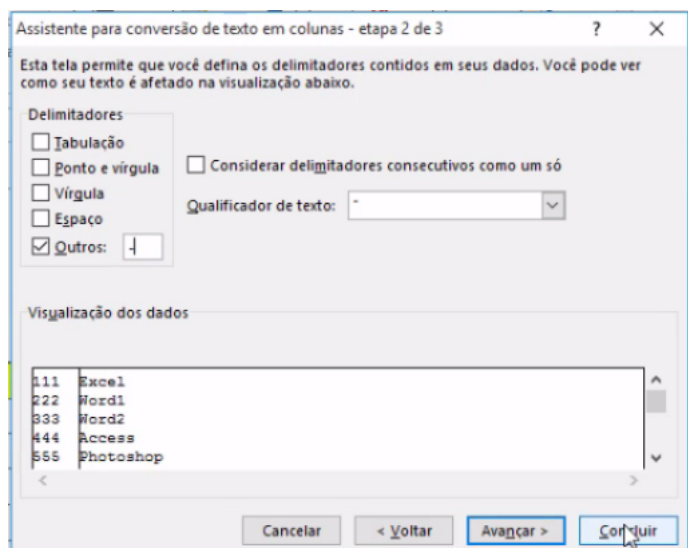 Assistente para conversão de texto em colunas - etapa 2 de 3 ? ×
Esta tela permite que você defina os delimitadores contidos em seus dados. Você pode ver
como seu texto é afetado na visualização abaixo.
Delimitadores
Tabulação
Ponto e vírgula
Vírgula
Espaço
Outros: -
Considerar delimitadores consecutivos como um só
Qualificador de texto: "
Visualização dos dados
111 Excel
222 Word1
333 Word2
444 Access
555 Photoshop
Cancelar < Voltar Avançar > Concluir